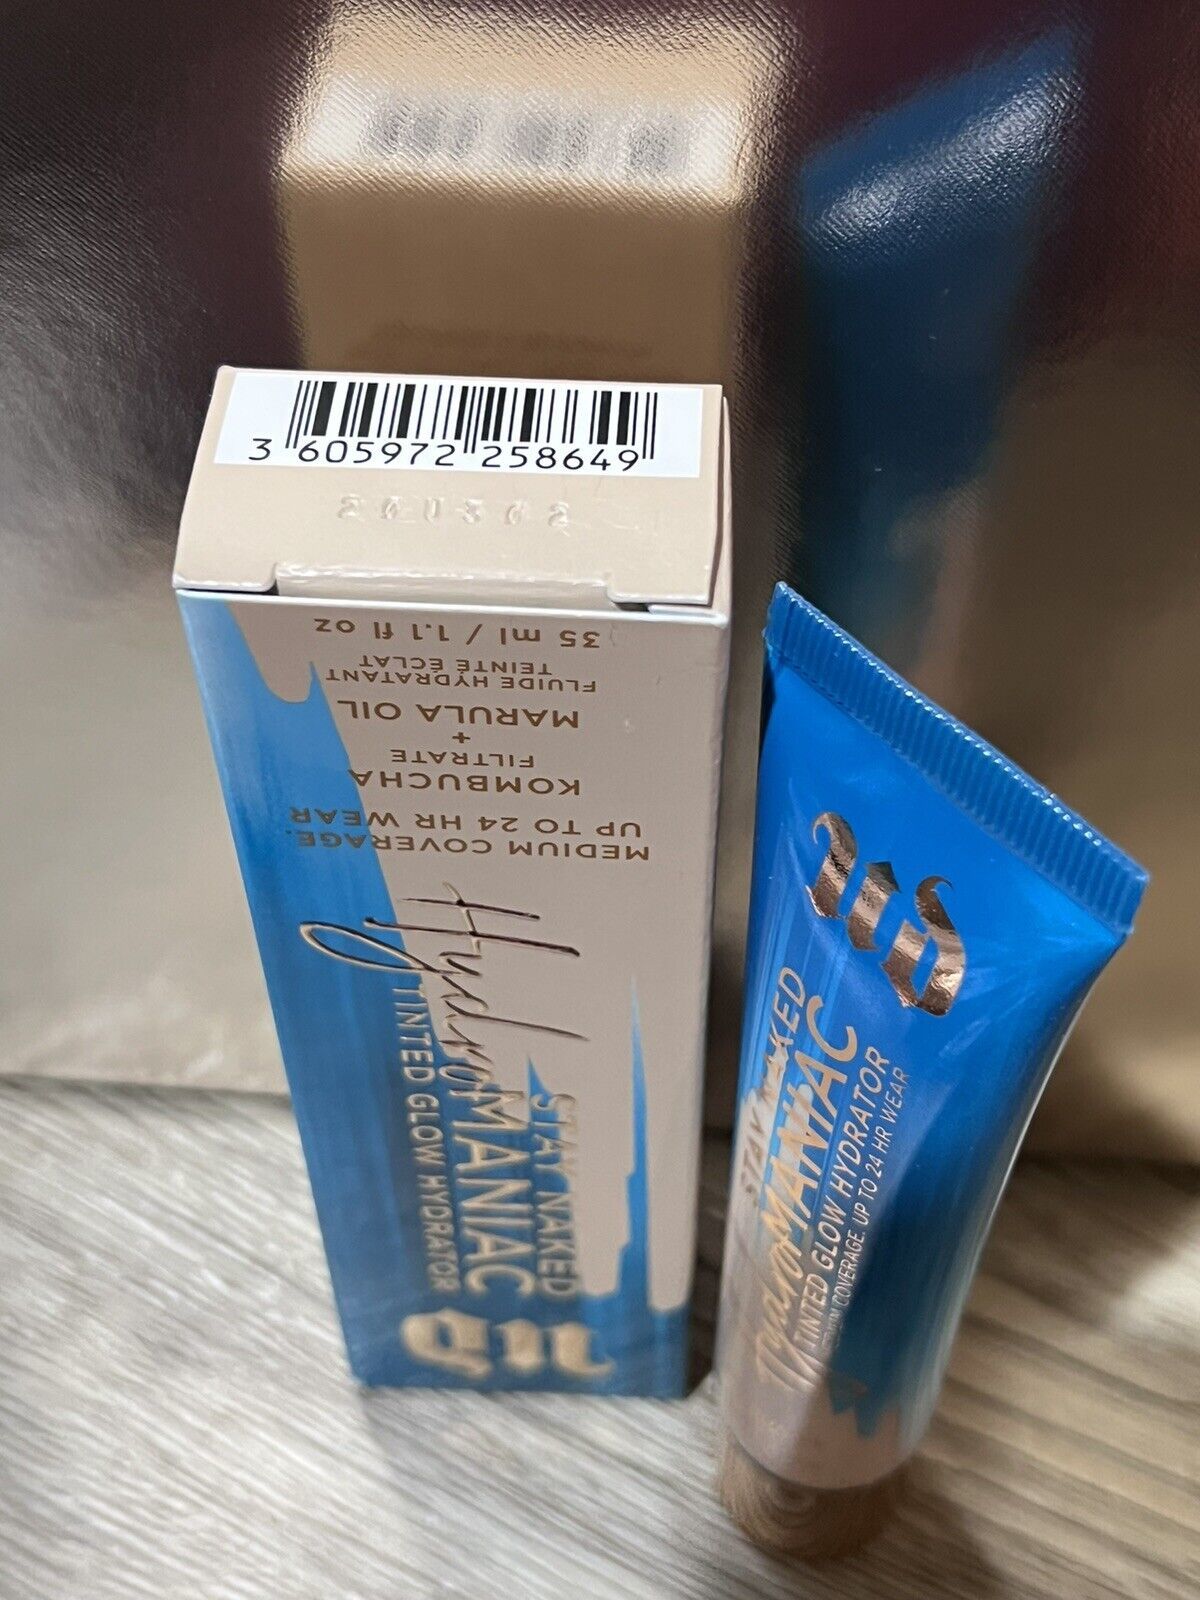 3 605972 258649
UD
STAY NAKED
HydroMANIAC
TINTED GLOW HYDRATOR
MEDIUM COVERAGE.
UP TO 24 HR WEAR
KOMBUCHA
FILTRATE
+
MARULA OIL
FLUIDE HYDRATANT
TEINTÉ ÉCLAT
35 ml / 1.1 fl oz
UD
STAY NAKED
HydroMANIAC
TINTED GLOW HYDRATOR
MEDIUM COVERAGE. UP TO 24 HR WEAR